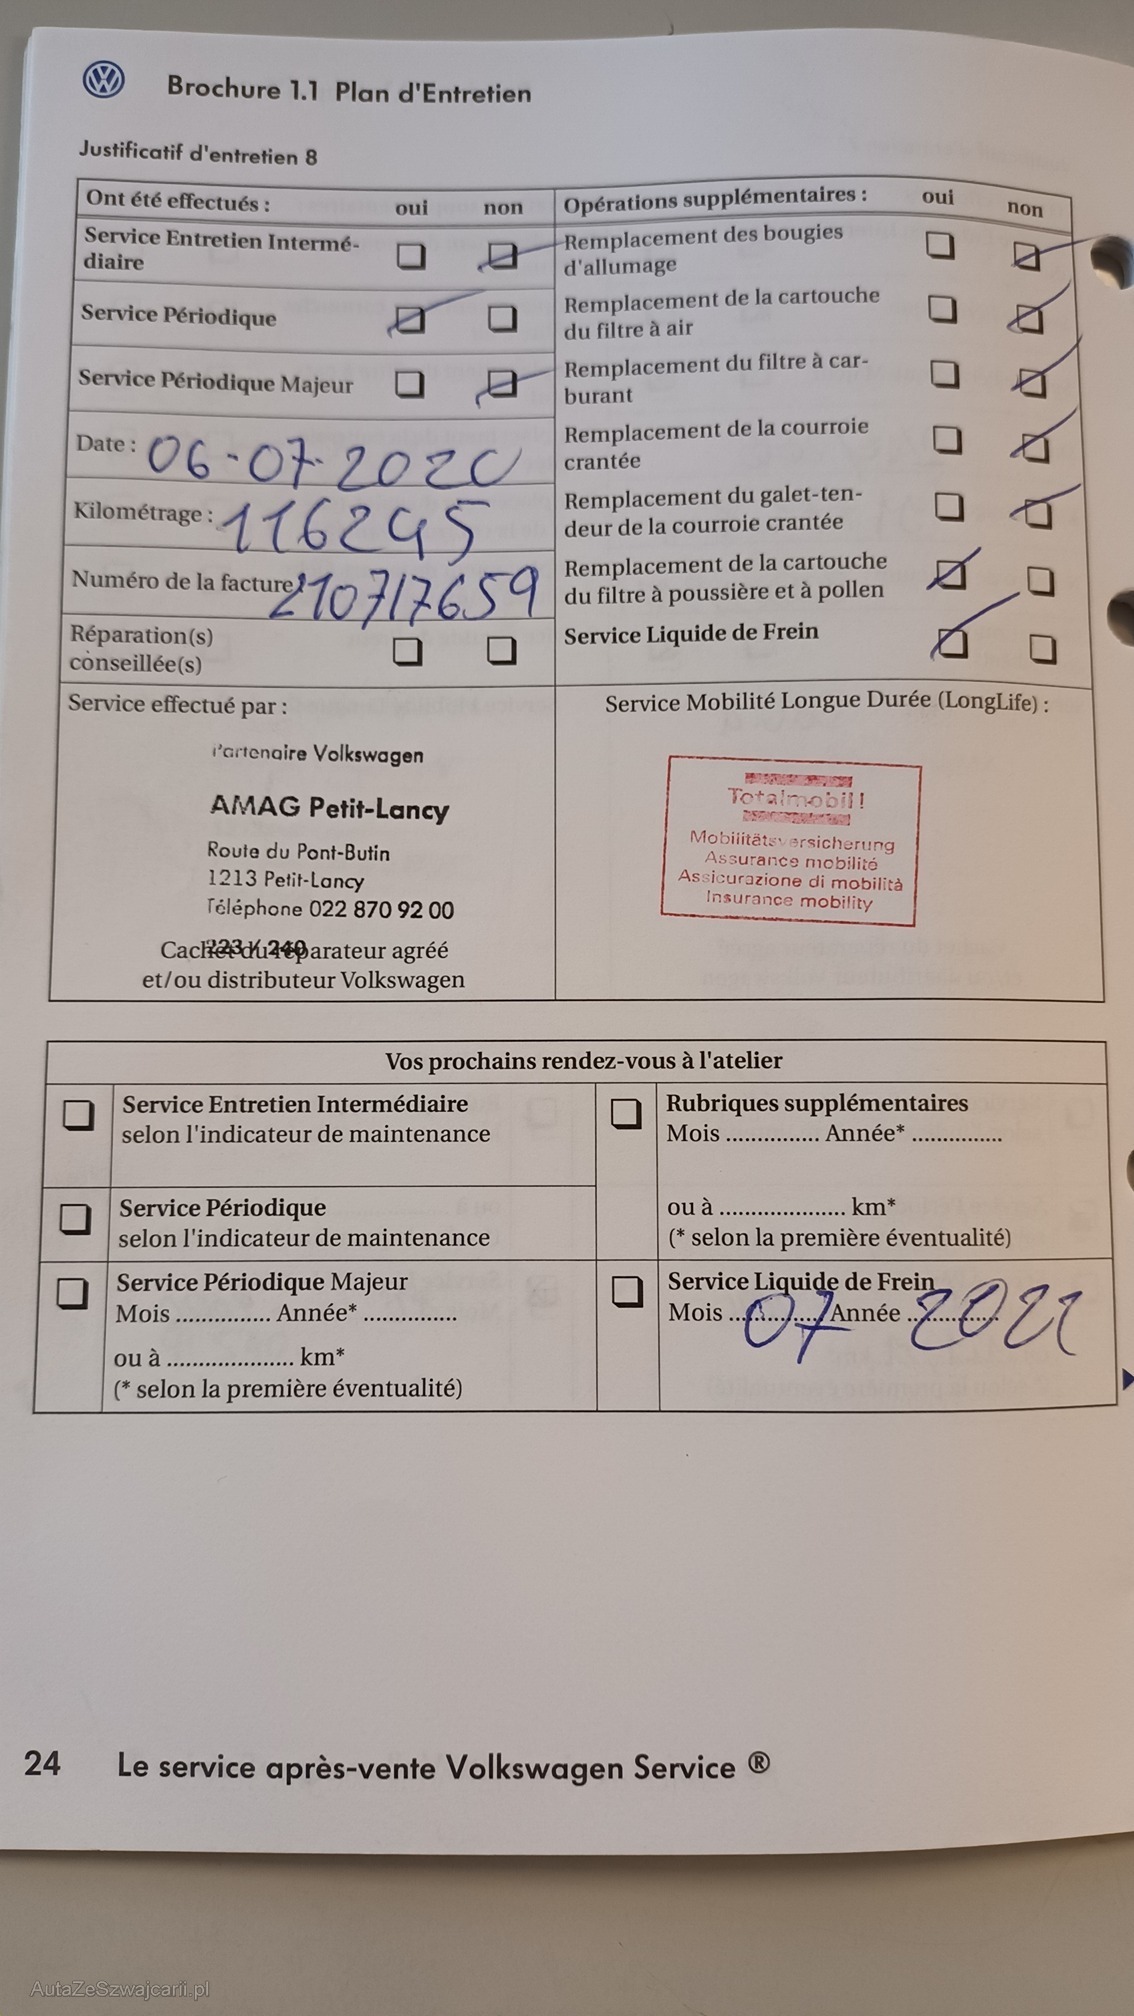 Brochure 1.1 Plan d'Entretien
Justificatif d'entretien 8
Ont été effectués : oui non
Service Entretien Intermé-
diaire
Service Périodique
Service Périodique Majeur
Date : 06-07-2020
Kilométrage : 116245
Numéro de la facture 210717659
Réparation(s)
conseillée(s)
Opérations supplémentaires : oui non
Remplacement des bougies
d'allumage
Remplacement de la cartouche
du filtre à air
Remplacement du filtre à car-
burant
Remplacement de la courroie
crantée
Remplacement du galet-ten-
deur de la courroie crantée
Remplacement de la cartouche
du filtre à poussière et à pollen
Service Liquide de Frein
Service effectué par :
Partenaire Volkswagen
AMAG Petit-Lancy
Route du Pont-Butin
1213 Petit-Lancy
Téléphone 022 870 92 00
Cachet du réparateur agréé
et/ou distributeur Volkswagen
Service Mobilité Longue Durée (LongLife) :
Totalmobil!
Mobilitätsversicherung
Assurance mobilité
Assicurazione di mobilità
Insurance mobility
Vos prochains rendez-vous à l'atelier
Service Entretien Intermédiaire
selon l'indicateur de maintenance
Service Périodique
selon l'indicateur de maintenance
Service Périodique Majeur
Mois ............... Année* ...............
ou à .................... km*
(* selon la première éventualité)
Rubriques supplémentaires
Mois ............... Année* ...............
ou à .................... km*
(* selon la première éventualité)
Service Liquide de Frein
Mois 07 Année 2022
24 Le service après-vente Volkswagen Service ®
AutaZeSzwajcarii.pl